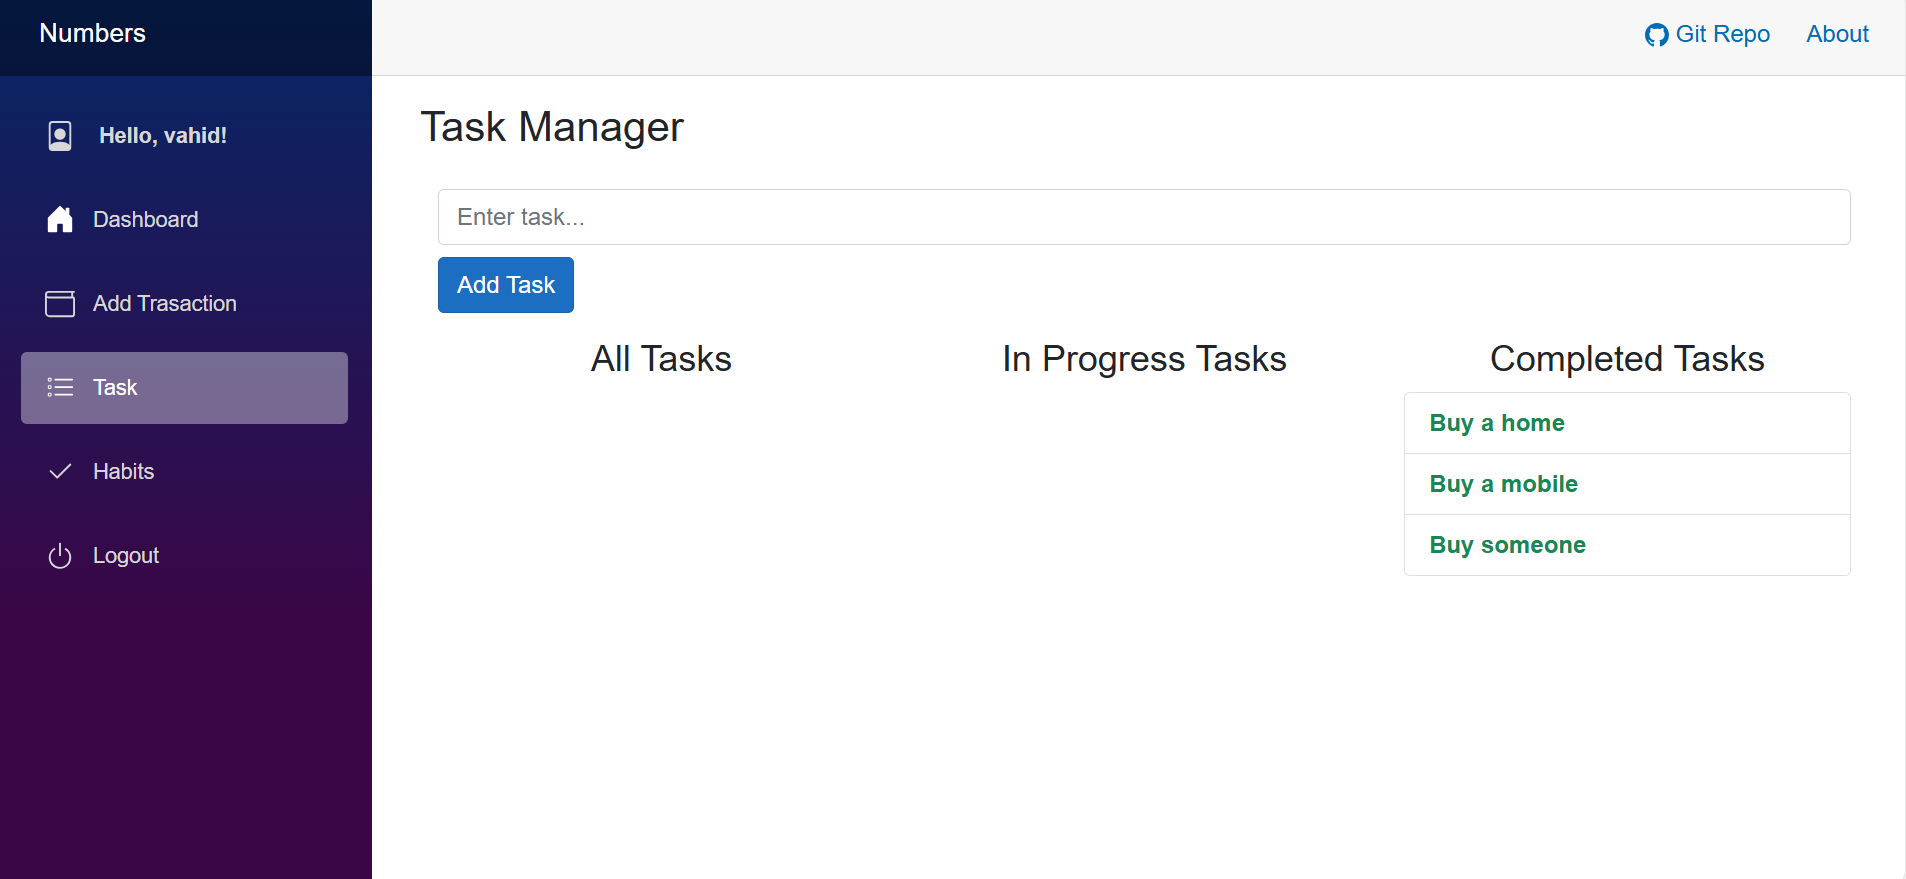 Numbers
Git Repo
About
Hello, vahid!
Dashboard
Add Trasaction
Task
Habits
Logout
Task Manager
Enter task...
Add Task
All Tasks
In Progress Tasks
Completed Tasks
Buy a home
Buy a mobile
Buy someone